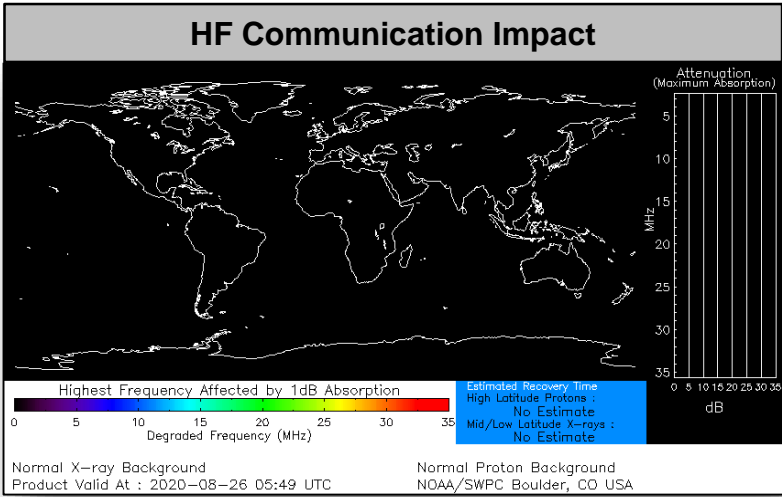 HF Communication Impact
Attenuation
(Maximum Absorption)
5
10
15
20
25
30
35
MHz
0 5 10 15 20 25 30 35
dB
Highest Frequency Affected by 1dB Absorption
0 5 10 15 20 25 30 35
Degraded Frequency (MHz)
Estimated Recovery Time
High Latitude Protons :
No Estimate
Mid/Low Latitude X-rays :
No Estimate
Normal X-ray Background
Product Valid At : 2020-08-26 05:49 UTC
Normal Proton Background
NOAA/SWPC Boulder, CO USA